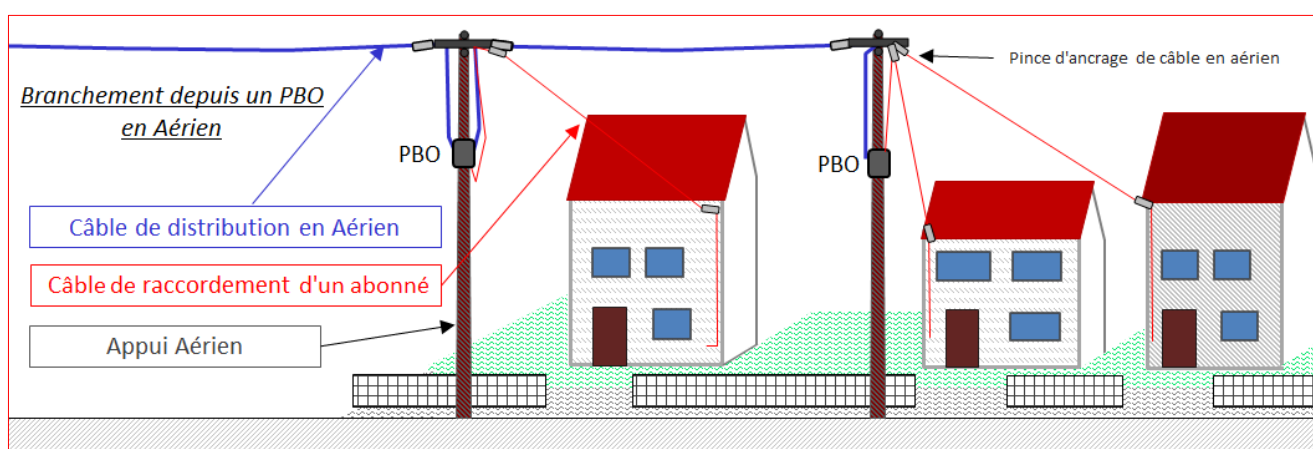 Pince d'ancrage de câble en aérien
Branchement depuis un PBO
en Aérien
PBO
PBO
Câble de distribution en Aérien
Câble de raccordement d'un abonné
Appui Aérien